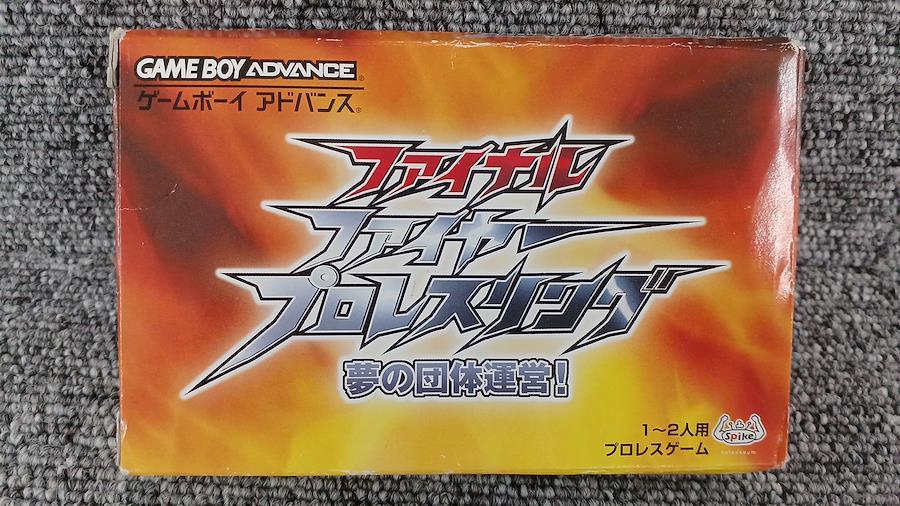 GAME BOY ADVANCE®
ゲームボーイ アドバンス®
ファイナル
ファイヤー
プロレスリング
夢の団体運営!
1~2人用
プロレスゲーム
Spike